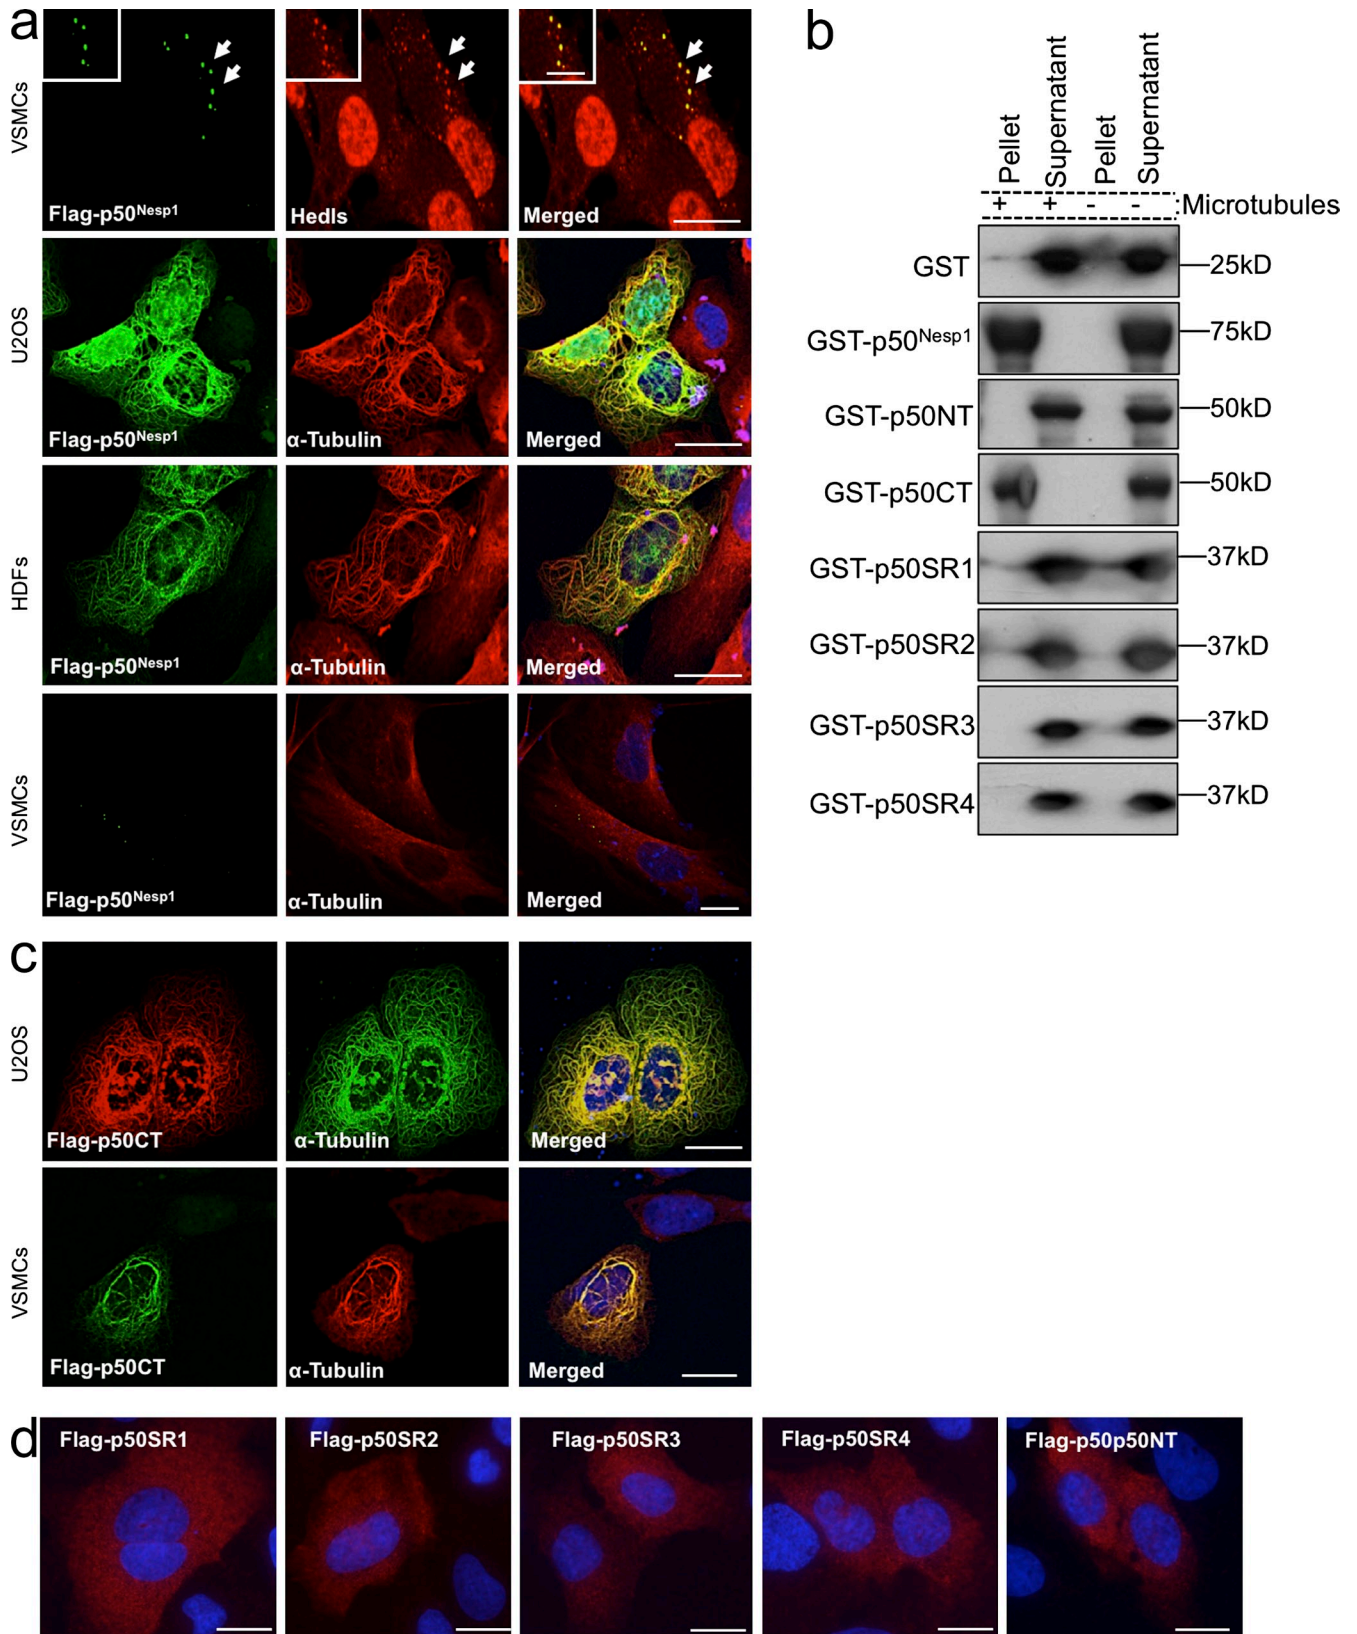 a
VSMCs
Flag-p50Nesp1
Hedls
Merged
U2OS
Flag-p50Nesp1
α-Tubulin
Merged
HDFs
Flag-p50Nesp1
α-Tubulin
Merged
VSMCs
Flag-p50Nesp1
α-Tubulin
Merged
b
Pellet
Supernatant
Pellet
Supernatant
+ + - - :Microtubules
GST 25kD
GST-p50Nesp1 75kD
GST-p50NT 50kD
GST-p50CT 50kD
GST-p50SR1 37kD
GST-p50SR2 37kD
GST-p50SR3 37kD
GST-p50SR4 37kD
c
U2OS
Flag-p50CT
α-Tubulin
Merged
VSMCs
Flag-p50CT
α-Tubulin
Merged
d
Flag-p50SR1
Flag-p50SR2
Flag-p50SR3
Flag-p50SR4
Flag-p50p50NT